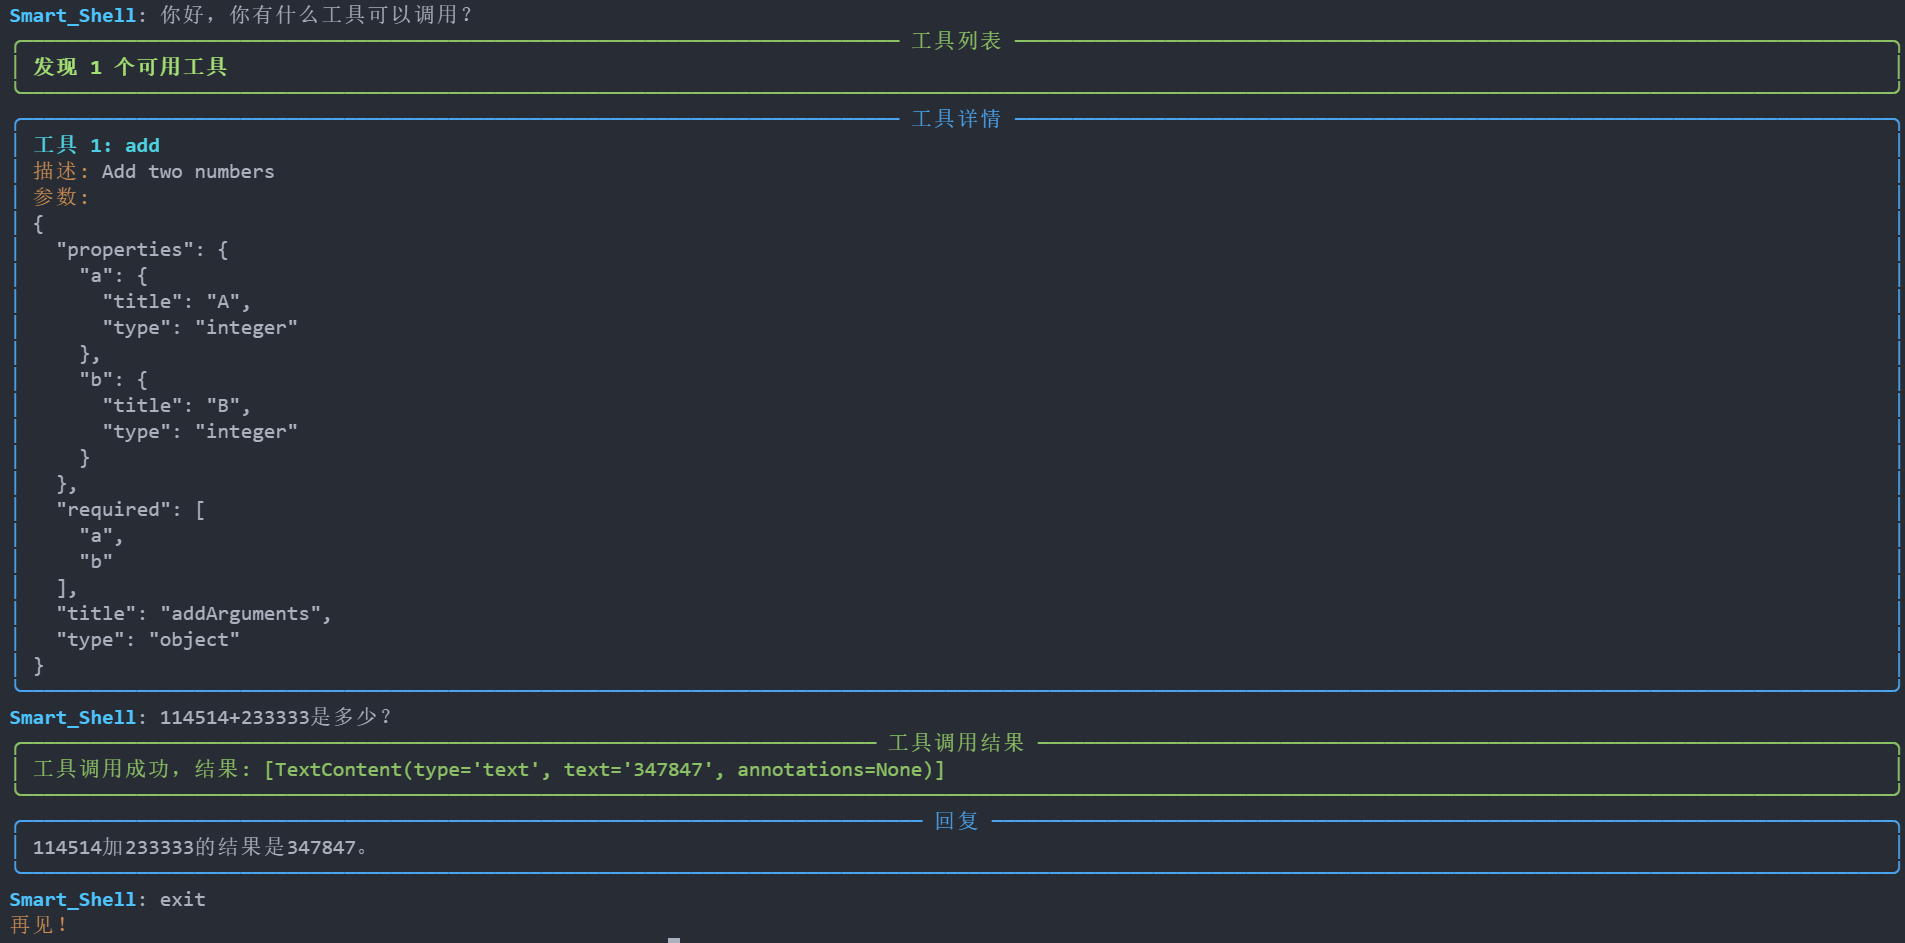 Smart_Shell: 你好，你有什么工具可以调用？
工具列表
发现 1 个可用工具
工具详情
工具 1: add
描述: Add two numbers
参数:
{
  "properties": {
    "a": {
      "title": "A",
      "type": "integer"
    },
    "b": {
      "title": "B",
      "type": "integer"
    }
  },
  "required": [
    "a",
    "b"
  ],
  "title": "addArguments",
  "type": "object"
}
Smart_Shell: 114514+233333是多少？
工具调用结果
工具调用成功，结果: [TextContent(type='text', text='347847', annotations=None)]
回复
114514加233333的结果是347847。
Smart_Shell: exit
再见！